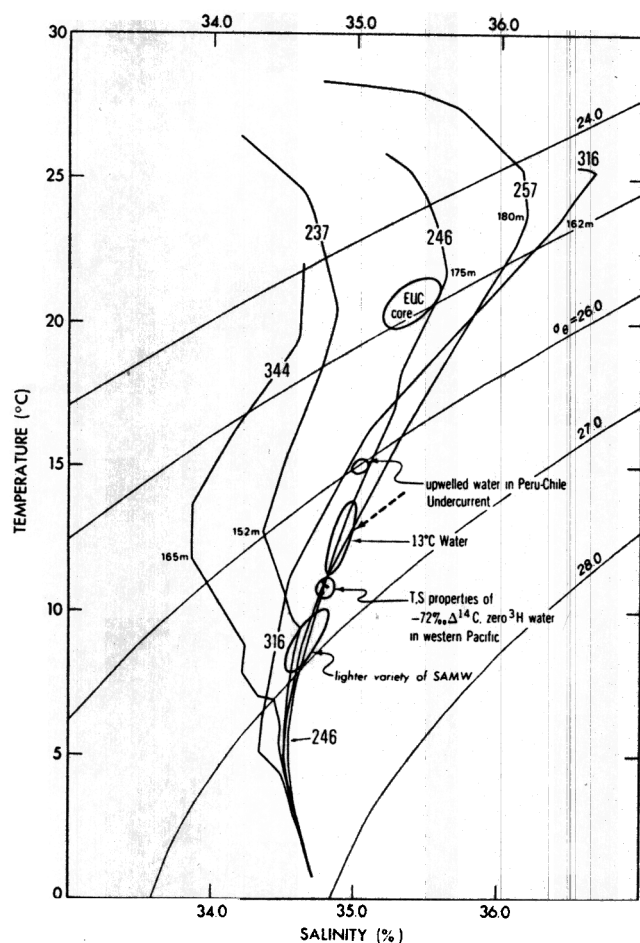 34.0 35.0 36.0
30
24.0
316
25
257
180m
162m
237
246
175m
EUC
core
σθ=26.0
20
344
27.0
TEMPERATURE (°C)
15
upwelled water in Peru-Chile
Undercurrent
28.0
152m
13°C Water
165m
T,S properties of
-72‰ Δ14C. zero 3H water
in western Pacific
10
316
lighter variety of SAMW
246
5
0
34.0 35.0 36.0
SALINITY (%)